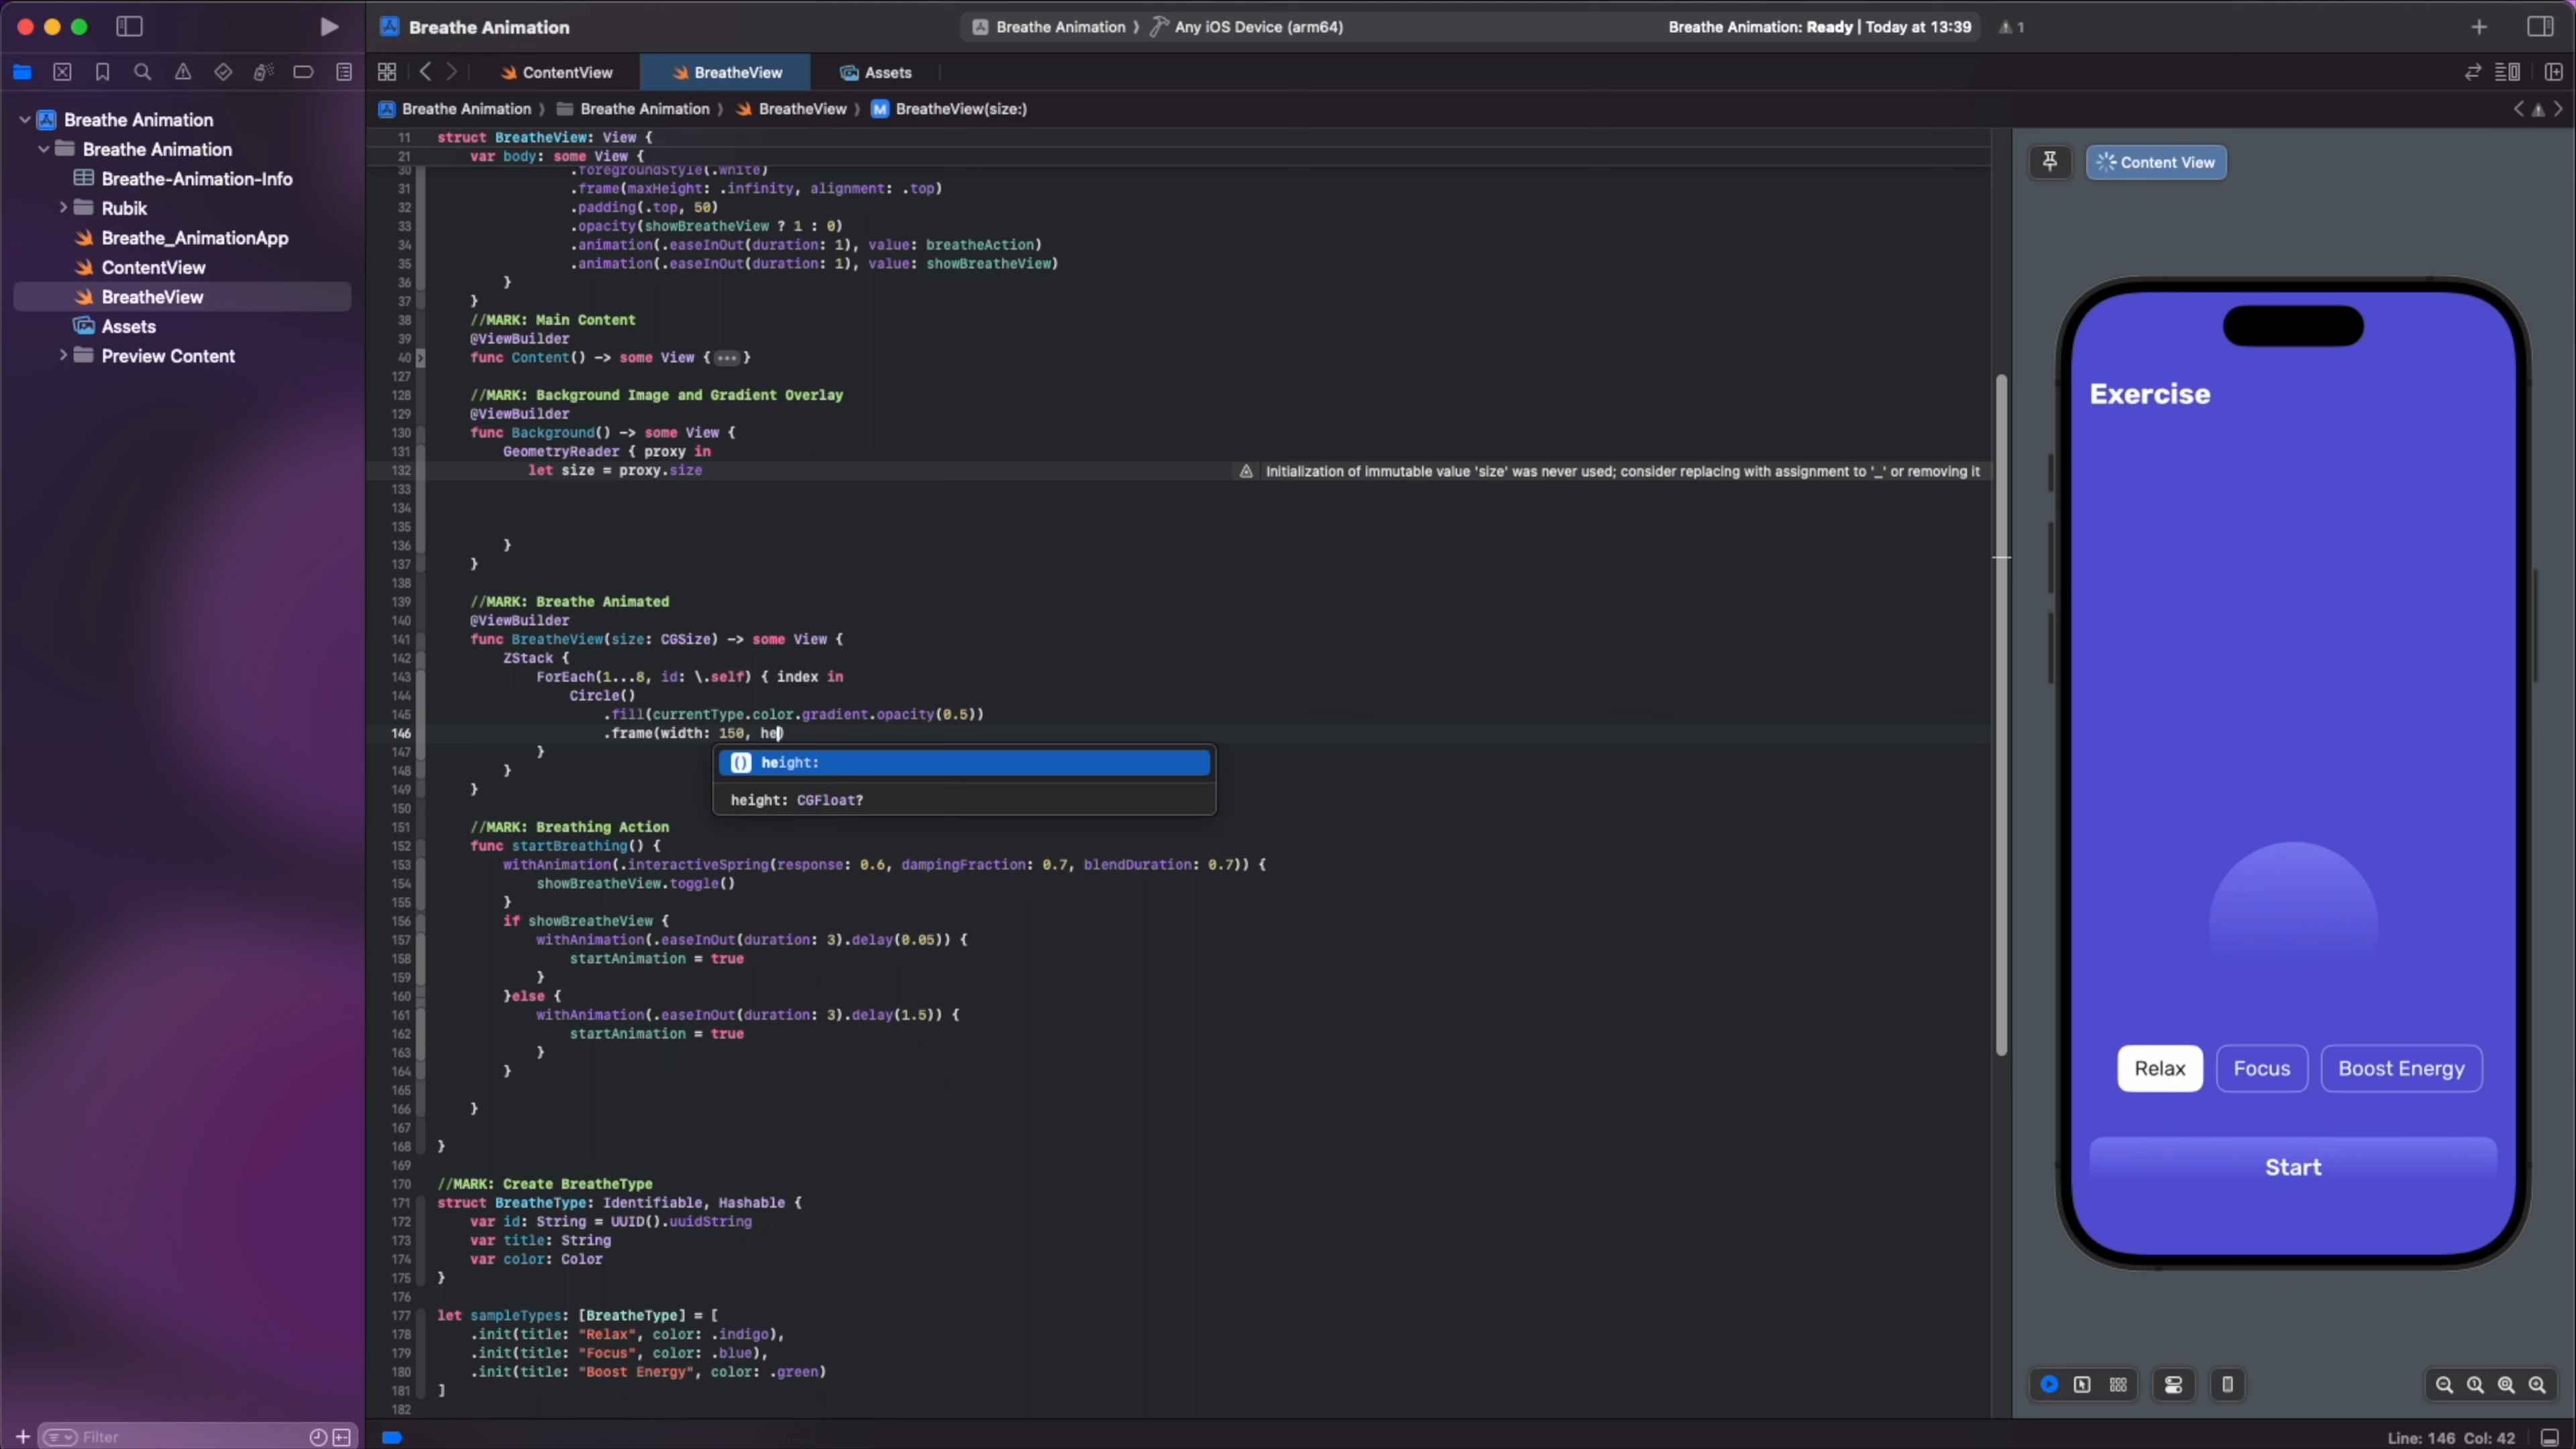 Breathe Animation
Breathe Animation ⟩ Any iOS Device (arm64)
Breathe Animation: Ready | Today at 13:39
1
ContentView
BreatheView
Assets
Breathe Animation ⟩ Breathe Animation ⟩ BreatheView ⟩ BreatheView(size:)
Breathe Animation
Breathe Animation
Breathe-Animation-Info
Rubik
Breathe_AnimationApp
ContentView
BreatheView
Assets
Preview Content
Filter
11 struct BreatheView: View {
21 var body: some View {
30 .foregroundStyle(.white)
31 .frame(maxHeight: .infinity, alignment: .top)
32 .padding(.top, 50)
33 .opacity(showBreatheView ? 1 : 0)
34 .animation(.easeInOut(duration: 1), value: breatheAction)
35 .animation(.easeInOut(duration: 1), value: showBreatheView)
36 }
37 }
38 //MARK: Main Content
39 @ViewBuilder
40 func Content() -> some View {•••}
127
128 //MARK: Background Image and Gradient Overlay
129 @ViewBuilder
130 func Background() -> some View {
131 GeometryReader { proxy in
132 let size = proxy.size
Initialization of immutable value 'size' was never used; consider replacing with assignment to '_' or removing it
133
134
135
136 }
137 }
138
139 //MARK: Breathe Animated
140 @ViewBuilder
141 func BreatheView(size: CGSize) -> some View {
142 ZStack {
143 ForEach(1...8, id: \.self) { index in
144 Circle()
145 .fill(currentType.color.gradient.opacity(0.5))
146 .frame(width: 150, he)
() height:
height: CGFloat?
147 }
148 }
149 }
150
151 //MARK: Breathing Action
152 func startBreathing() {
153 withAnimation(.interactiveSpring(response: 0.6, dampingFraction: 0.7, blendDuration: 0.7)) {
154 showBreatheView.toggle()
155 }
156 if showBreatheView {
157 withAnimation(.easeInOut(duration: 3).delay(0.05)) {
158 startAnimation = true
159 }
160 }else {
161 withAnimation(.easeInOut(duration: 3).delay(1.5)) {
162 startAnimation = true
163 }
164 }
165
166 }
167
168 }
169
170 //MARK: Create BreatheType
171 struct BreatheType: Identifiable, Hashable {
172 var id: String = UUID().uuidString
173 var title: String
174 var color: Color
175 }
176
177 let sampleTypes: [BreatheType] = [
178 .init(title: "Relax", color: .indigo),
179 .init(title: "Focus", color: .blue),
180 .init(title: "Boost Energy", color: .green)
181 ]
182
Content View
Exercise
Relax
Focus
Boost Energy
Start
Line: 146 Col: 42